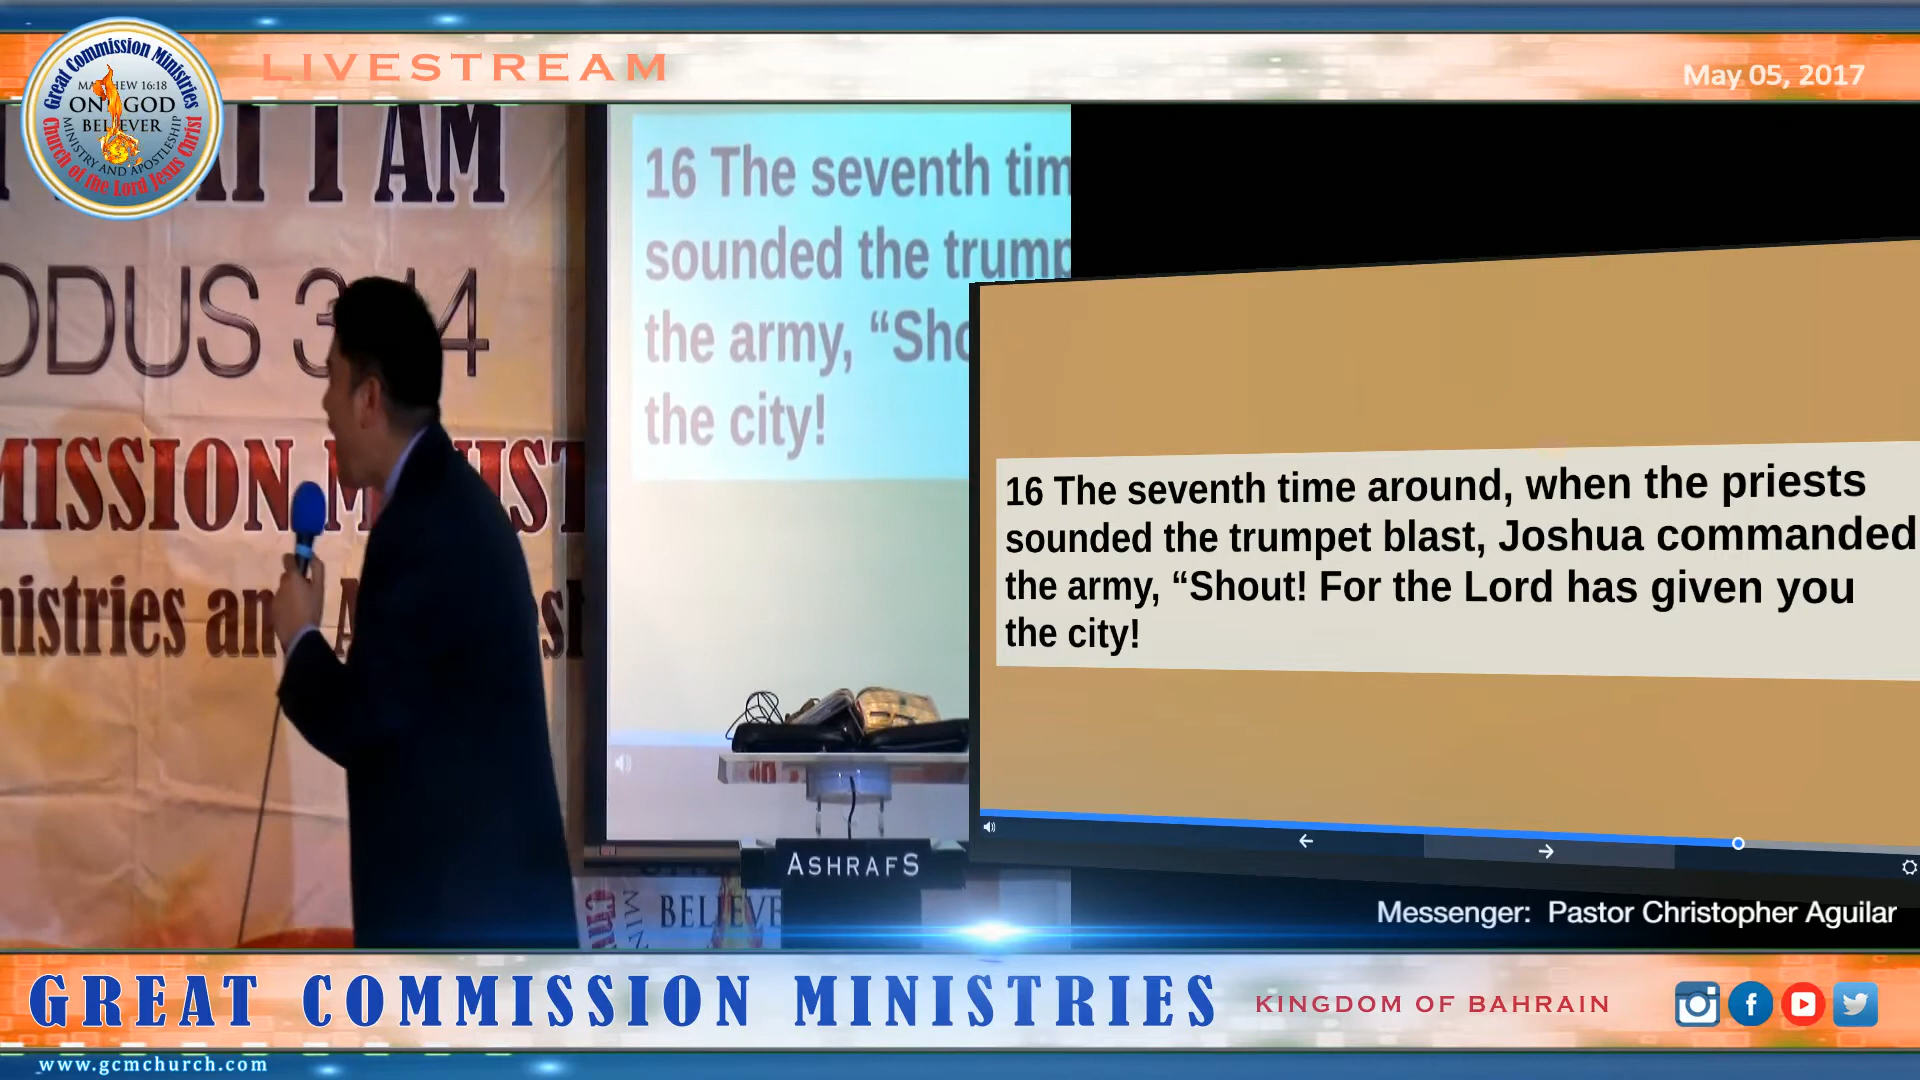 LIVESTREAM
May 05, 2017
Great Commission Ministries
MATTHEW 16:18
ONE GOD
BELIEVER
MINISTRY AND APOSTLESHIP
Church of the Lord Jesus Christ
I AM
ODUS 3:14
MISSION MINIST
nistries an
16 The seventh tim
sounded the trump
the army, “Sho
the city!
16 The seventh time around, when the priests
sounded the trumpet blast, Joshua commanded
the army, “Shout! For the Lord has given you
the city!
ASHRAFS
BELIEVE
MIN
Messenger: Pastor Christopher Aguilar
GREAT COMMISSION MINISTRIES
KINGDOM OF BAHRAIN
www.gcmchurch.com